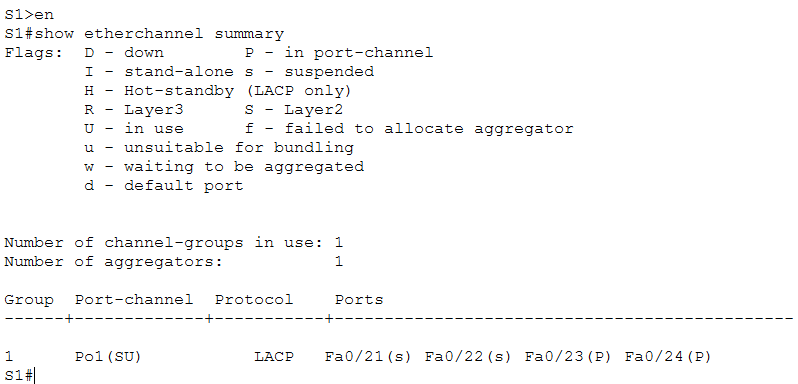 S1>en
S1#show etherchannel summary
Flags:  D - down        P - in port-channel
        I - stand-alone s - suspended
        H - Hot-standby (LACP only)
        R - Layer3      S - Layer2
        U - in use      f - failed to allocate aggregator
        u - unsuitable for bundling
        w - waiting to be aggregated
        d - default port
Number of channel-groups in use: 1
Number of aggregators:           1
Group  Port-channel  Protocol    Ports
------+-------------+-----------+----------------------------------------------
1      Po1(SU)           LACP   Fa0/21(s) Fa0/22(s) Fa0/23(P) Fa0/24(P)
S1#